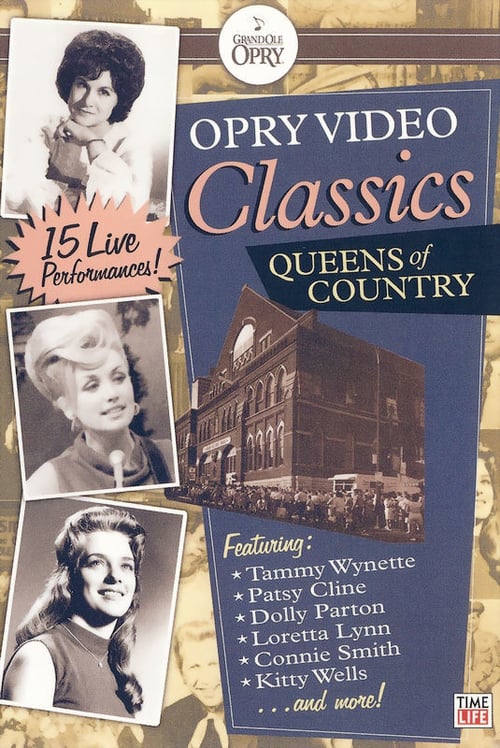 GRAND OLE
OPRY
OPRY VIDEO
Classics
QUEENS of
COUNTRY
15 Live
Performances!
Featuring:
★ Tammy Wynette
★ Patsy Cline
★ Dolly Parton
★ Loretta Lynn
★ Connie Smith
★ Kitty Wells
...and more!
TIME
LIFE